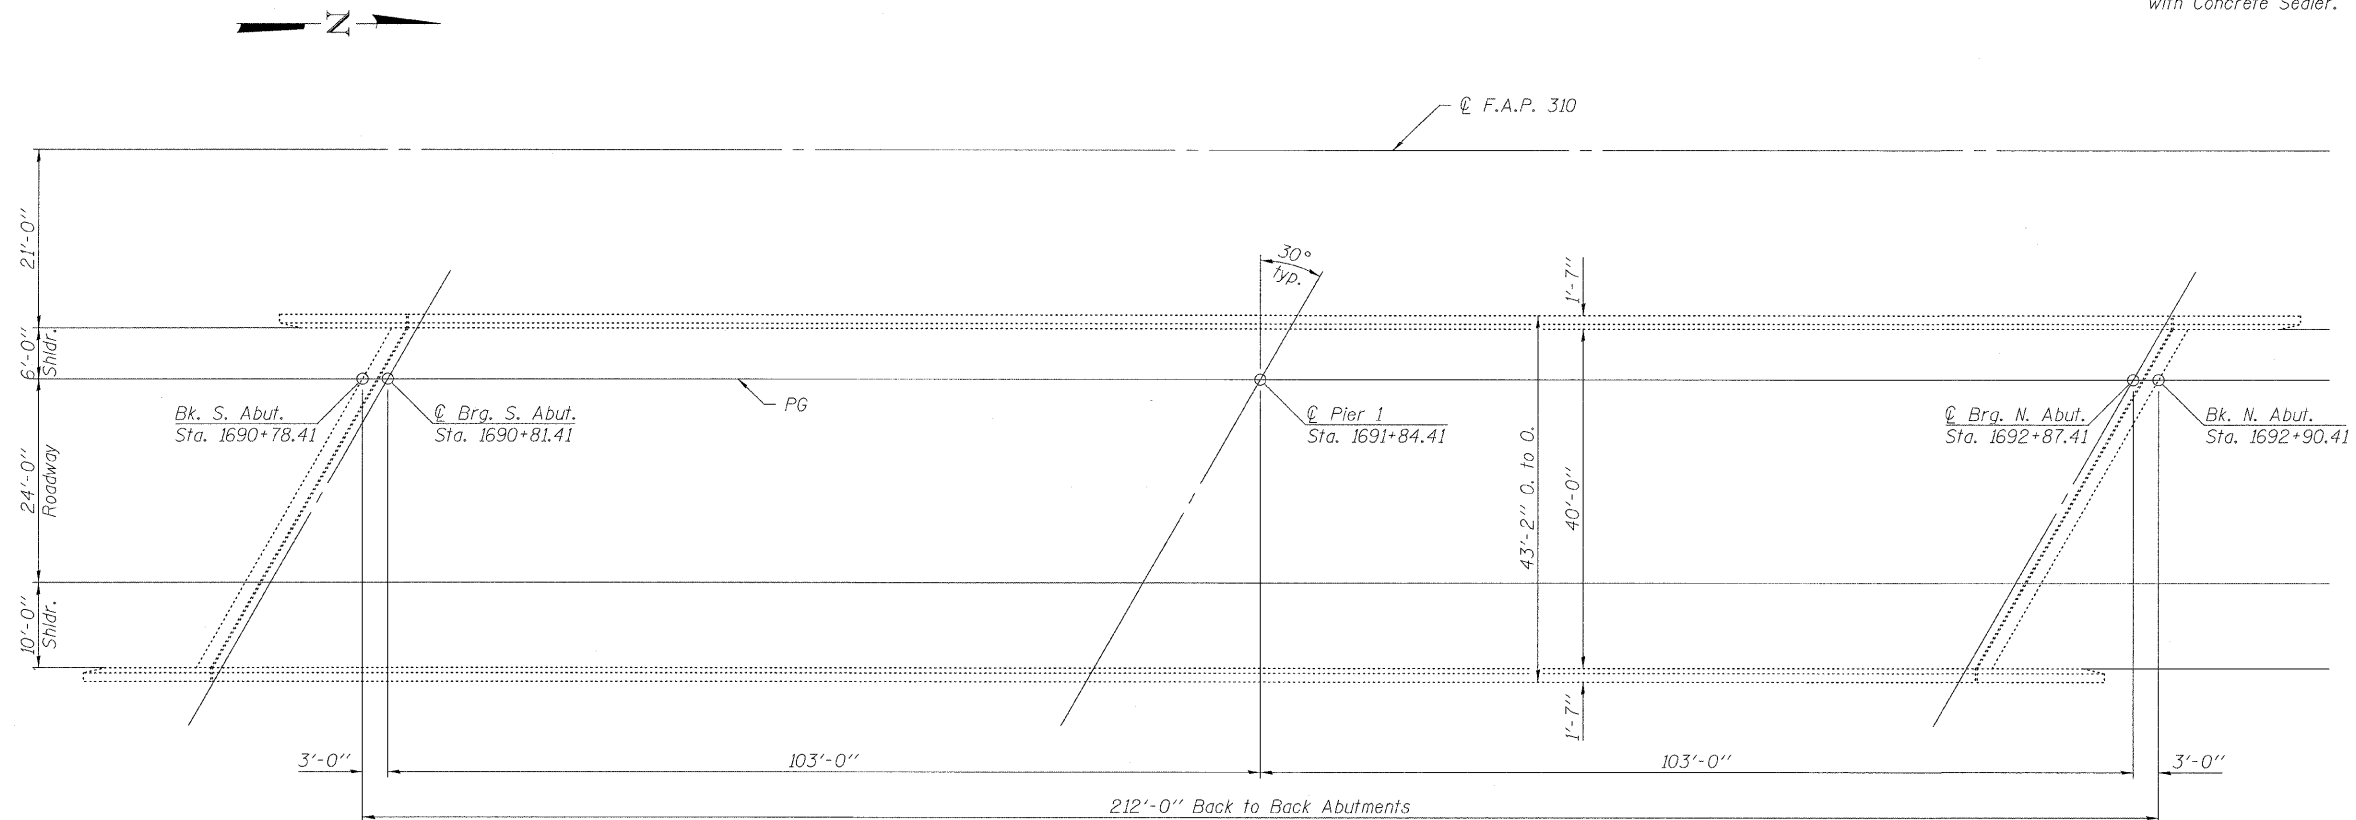 with Concrete Sealer.
N
℄ F.A.P. 310
21'-0"
6'-0"
Shldr.
24'-0"
Roadway
10'-0"
Shldr.
30°
typ.
1'-7"
PG
Bk. S. Abut.
Sta. 1690+78.41
℄ Brg. S. Abut.
Sta. 1690+81.41
℄ Pier 1
Sta. 1691+84.41
43'-2" O. to O.
40'-0"
℄ Brg. N. Abut.
Sta. 1692+87.41
Bk. N. Abut.
Sta. 1692+90.41
1'-7"
3'-0"
103'-0"
103'-0"
3'-0"
212'-0" Back to Back Abutments